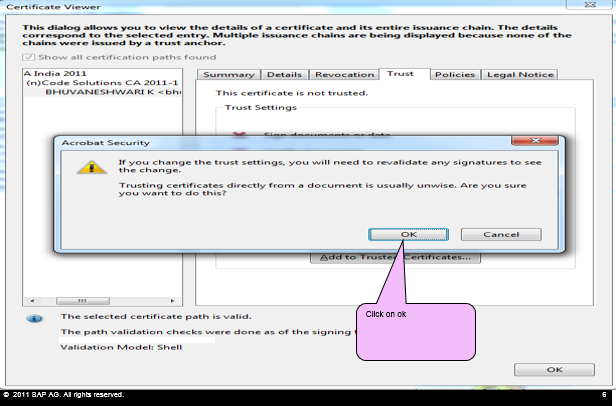 Certificate Viewer
This dialog allows you to view the details of a certificate and its entire issuance chain. The details
correspond to the selected entry. Multiple issuance chains are being displayed because none of the
chains were issued by a trust anchor.
Show all certification paths found
A India 2011
(n)Code Solutions CA 2011-1
BHUVANESHWARI K <bhu
Summary Details Revocation Trust Policies Legal Notice
This certificate is not trusted.
Trust Settings
Sign documents or data
Acrobat Security
If you change the trust settings, you will need to revalidate any signatures to see
the change.
Trusting certificates directly from a document is usually unwise. Are you sure
you want to do this?
OK Cancel
Add to Trusted Certificates...
Click on ok
The selected certificate path is valid.
The path validation checks were done as of the signing
Validation Model: Shell
OK
© 2011 SAP AG. All rights reserved. 6